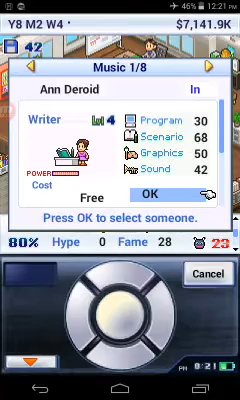 46% 12:21 PM
Y8 M2 W4 $7,141.9K
42
Music 1/8
Ann Deroid In
Writer Lvl 4
Program 30
Scenario 68
Graphics 50
Sound 42
POWER
Cost
Free
OK
Press OK to select someone.
80% Hype 0 Fame 28 23
Cancel
PM 8:21